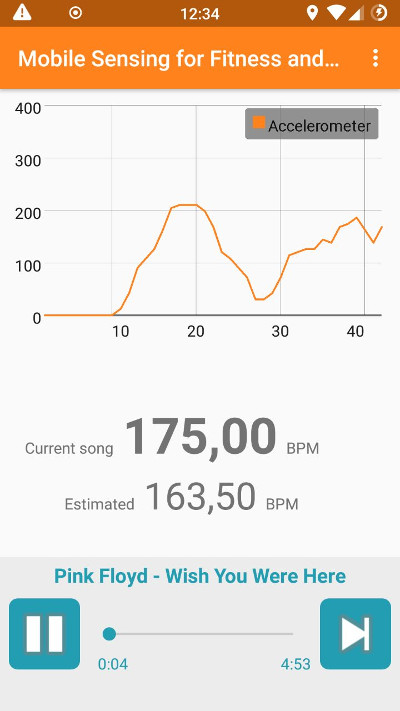 12:34
Mobile Sensing for Fitness and...
400
Accelerometer
300
200
100
0
10 20 30 40
Current song 175,00 BPM
Estimated 163,50 BPM
Pink Floyd - Wish You Were Here
0:04 4:53